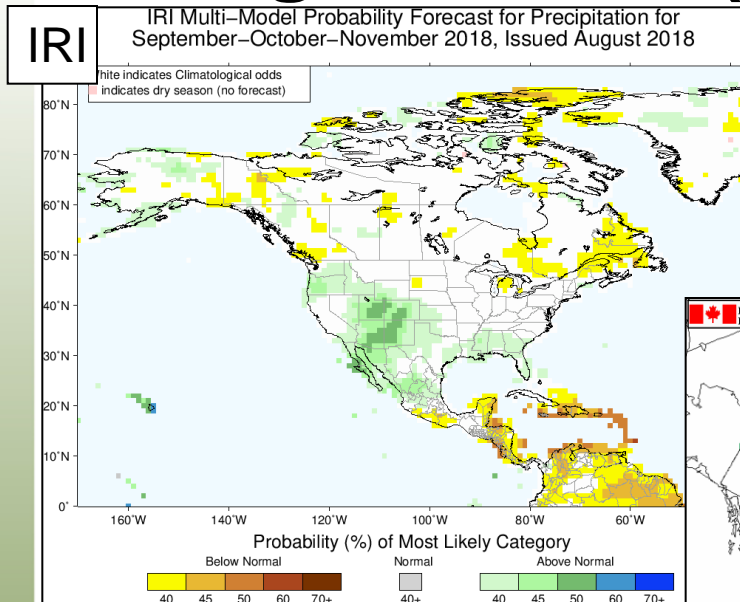 IRI
IRI Multi−Model Probability Forecast for Precipitation for
September−October−November 2018, Issued August 2018
hite indicates Climatological odds
indicates dry season (no forecast)
80˚N
70˚N
60˚N
50˚N
40˚N
30˚N
20˚N
10˚N
0˚
160˚W 140˚W 120˚W 100˚W 80˚W 60˚W
Probability (%) of Most Likely Category
Below Normal Normal Above Normal
40 45 50 60 70+ 40+ 40 45 50 60 70+